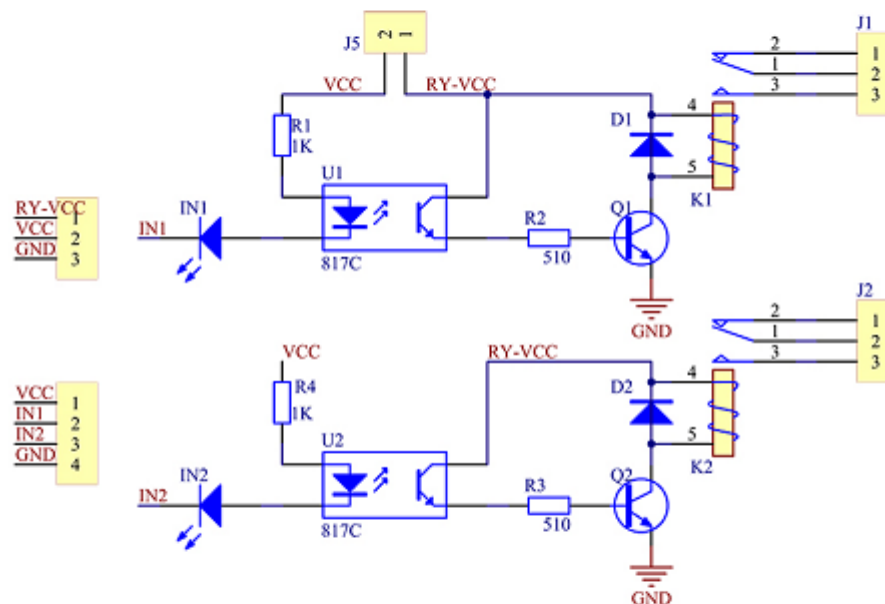 J5
2 1
VCC
RY-VCC
R1
1K
U1
817C
IN1
IN1
R2
510
Q1
GND
D1
4
5
K1
J1
2
1
3
1
2
3
RY-VCC 1
VCC 2
GND 3
VCC 1
IN1 2
IN2 3
GND 4
VCC
RY-VCC
R4
1K
U2
817C
IN2
IN2
R3
510
Q2
GND
D2
4
5
K2
J2
2
1
3
1
2
3